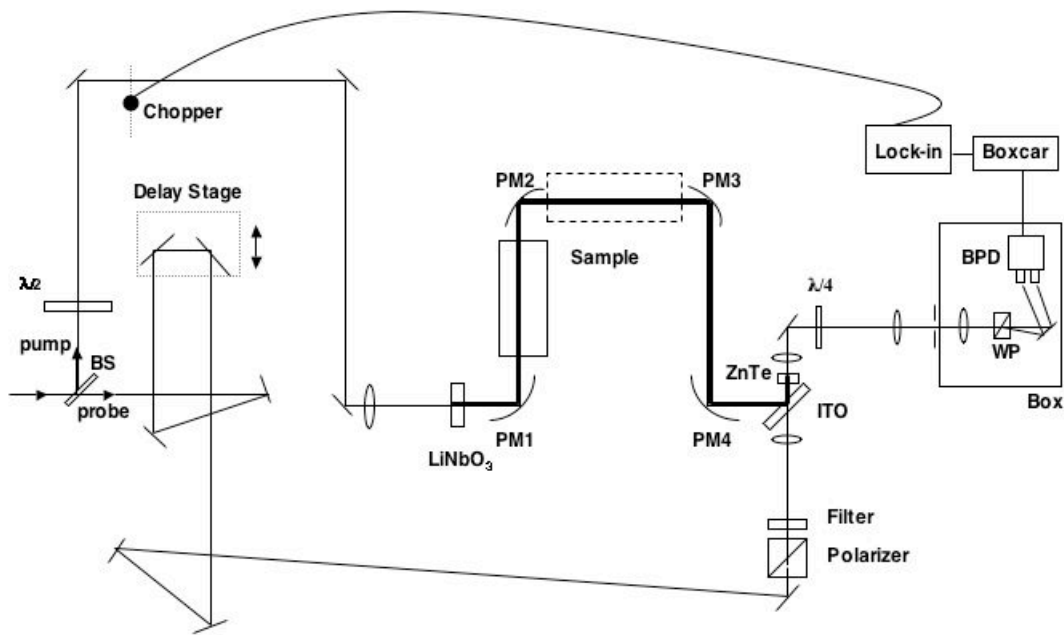 Chopper
Lock-in
Boxcar
Delay Stage
PM2
PM3
Sample
BPD
λ/2
λ/4
pump
BS
WP
probe
ZnTe
Box
ITO
PM1
PM4
LiNbO₃
Filter
Polarizer